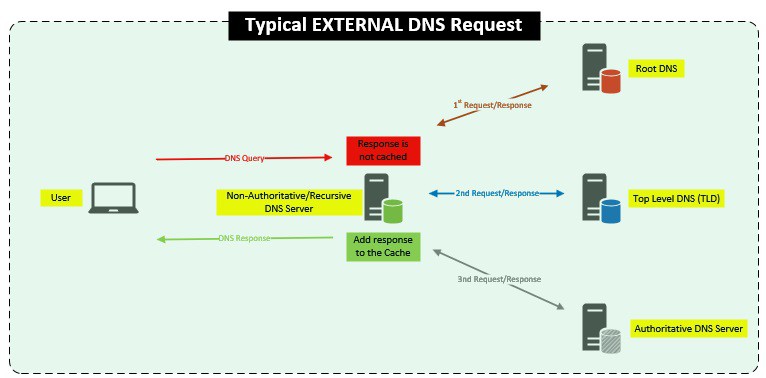 Typical EXTERNAL DNS Request
Root DNS
1st Request/Response
Response is
not cached
DNS Query
User
Non-Authoritative/Recursive
DNS Server
2nd Request/Response
Top Level DNS (TLD)
DNS Response
Add response
to the Cache
3nd Request/Response
Authoritative DNS Server